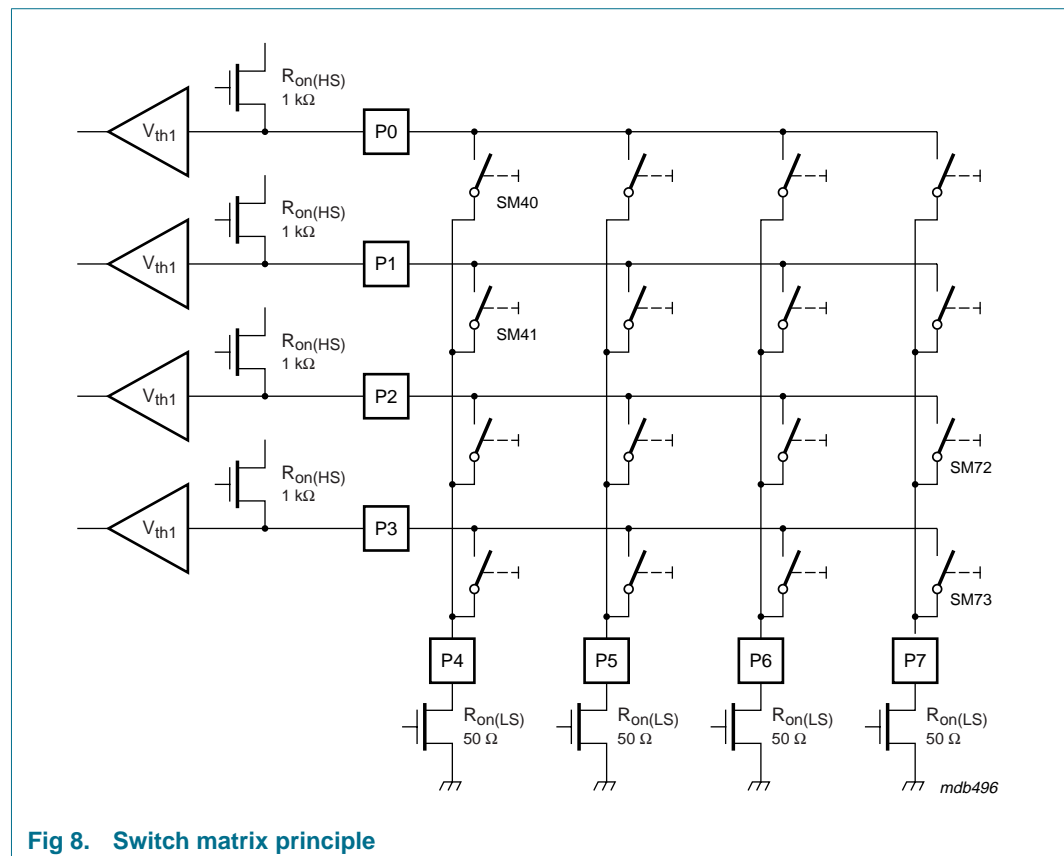 Ron(HS)
1 kΩ
Vth1
P0
SM40
Ron(HS)
1 kΩ
Vth1
P1
SM41
Ron(HS)
1 kΩ
Vth1
P2
Ron(HS)
1 kΩ
SM72
Vth1
P3
SM73
P4
P5
P6
P7
Ron(LS)
50 Ω
Ron(LS)
50 Ω
Ron(LS)
50 Ω
Ron(LS)
50 Ω
mdb496
Fig 8. Switch matrix principle